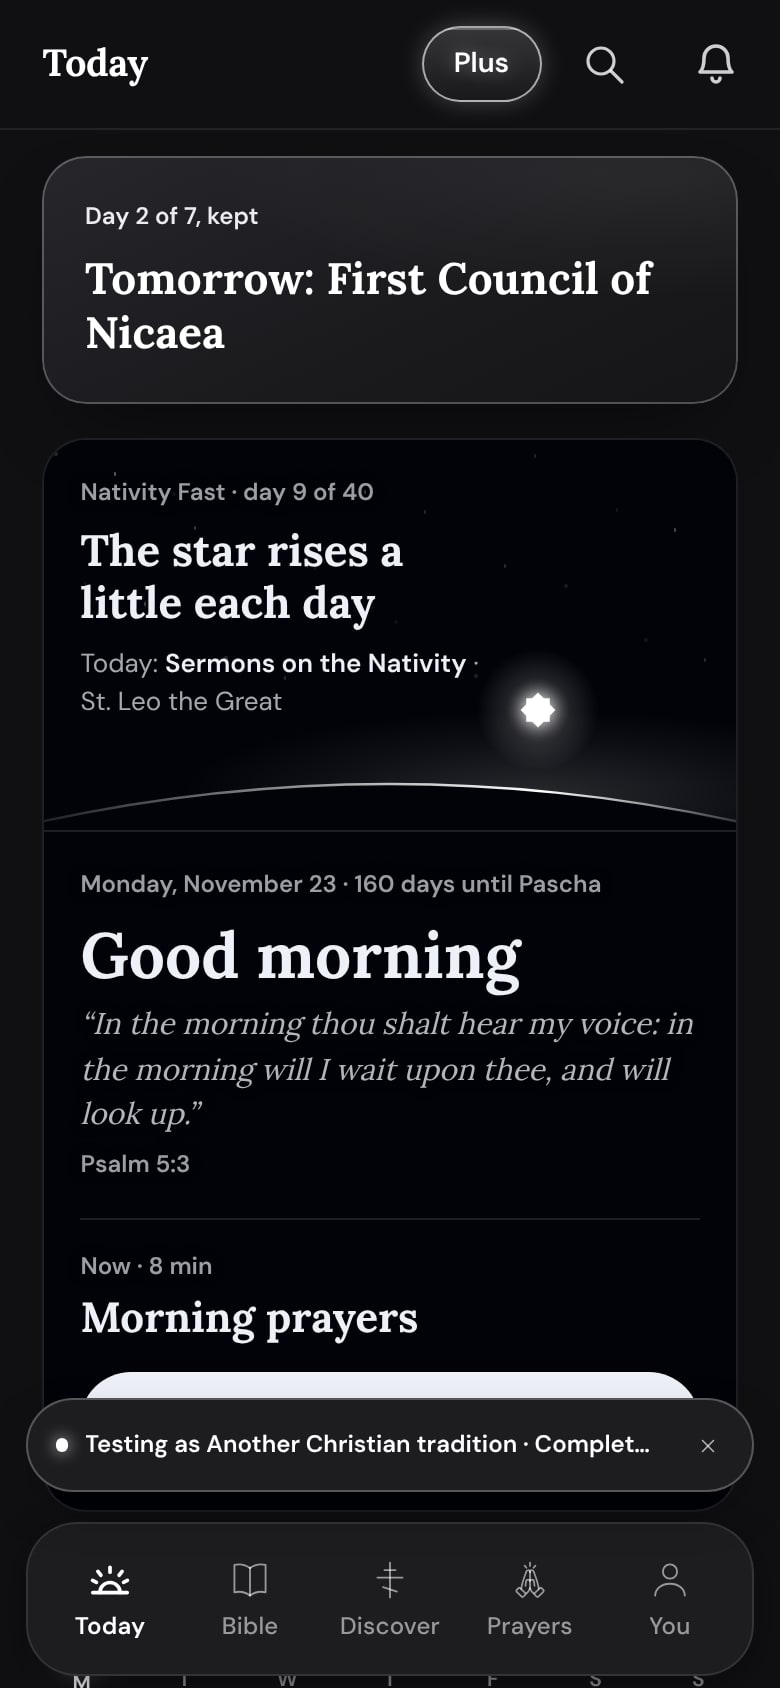 Today
Plus
Day 2 of 7, kept
Tomorrow: First Council of
Nicaea
Nativity Fast · day 9 of 40
The star rises a
little each day
Today: Sermons on the Nativity ·
St. Leo the Great
Monday, November 23 · 160 days until Pascha
Good morning
“In the morning thou shalt hear my voice: in
the morning will I wait upon thee, and will
look up.”
Psalm 5:3
Now · 8 min
Morning prayers
Testing as Another Christian tradition · Complet…
Today Bible Discover Prayers You
M T W T F S S